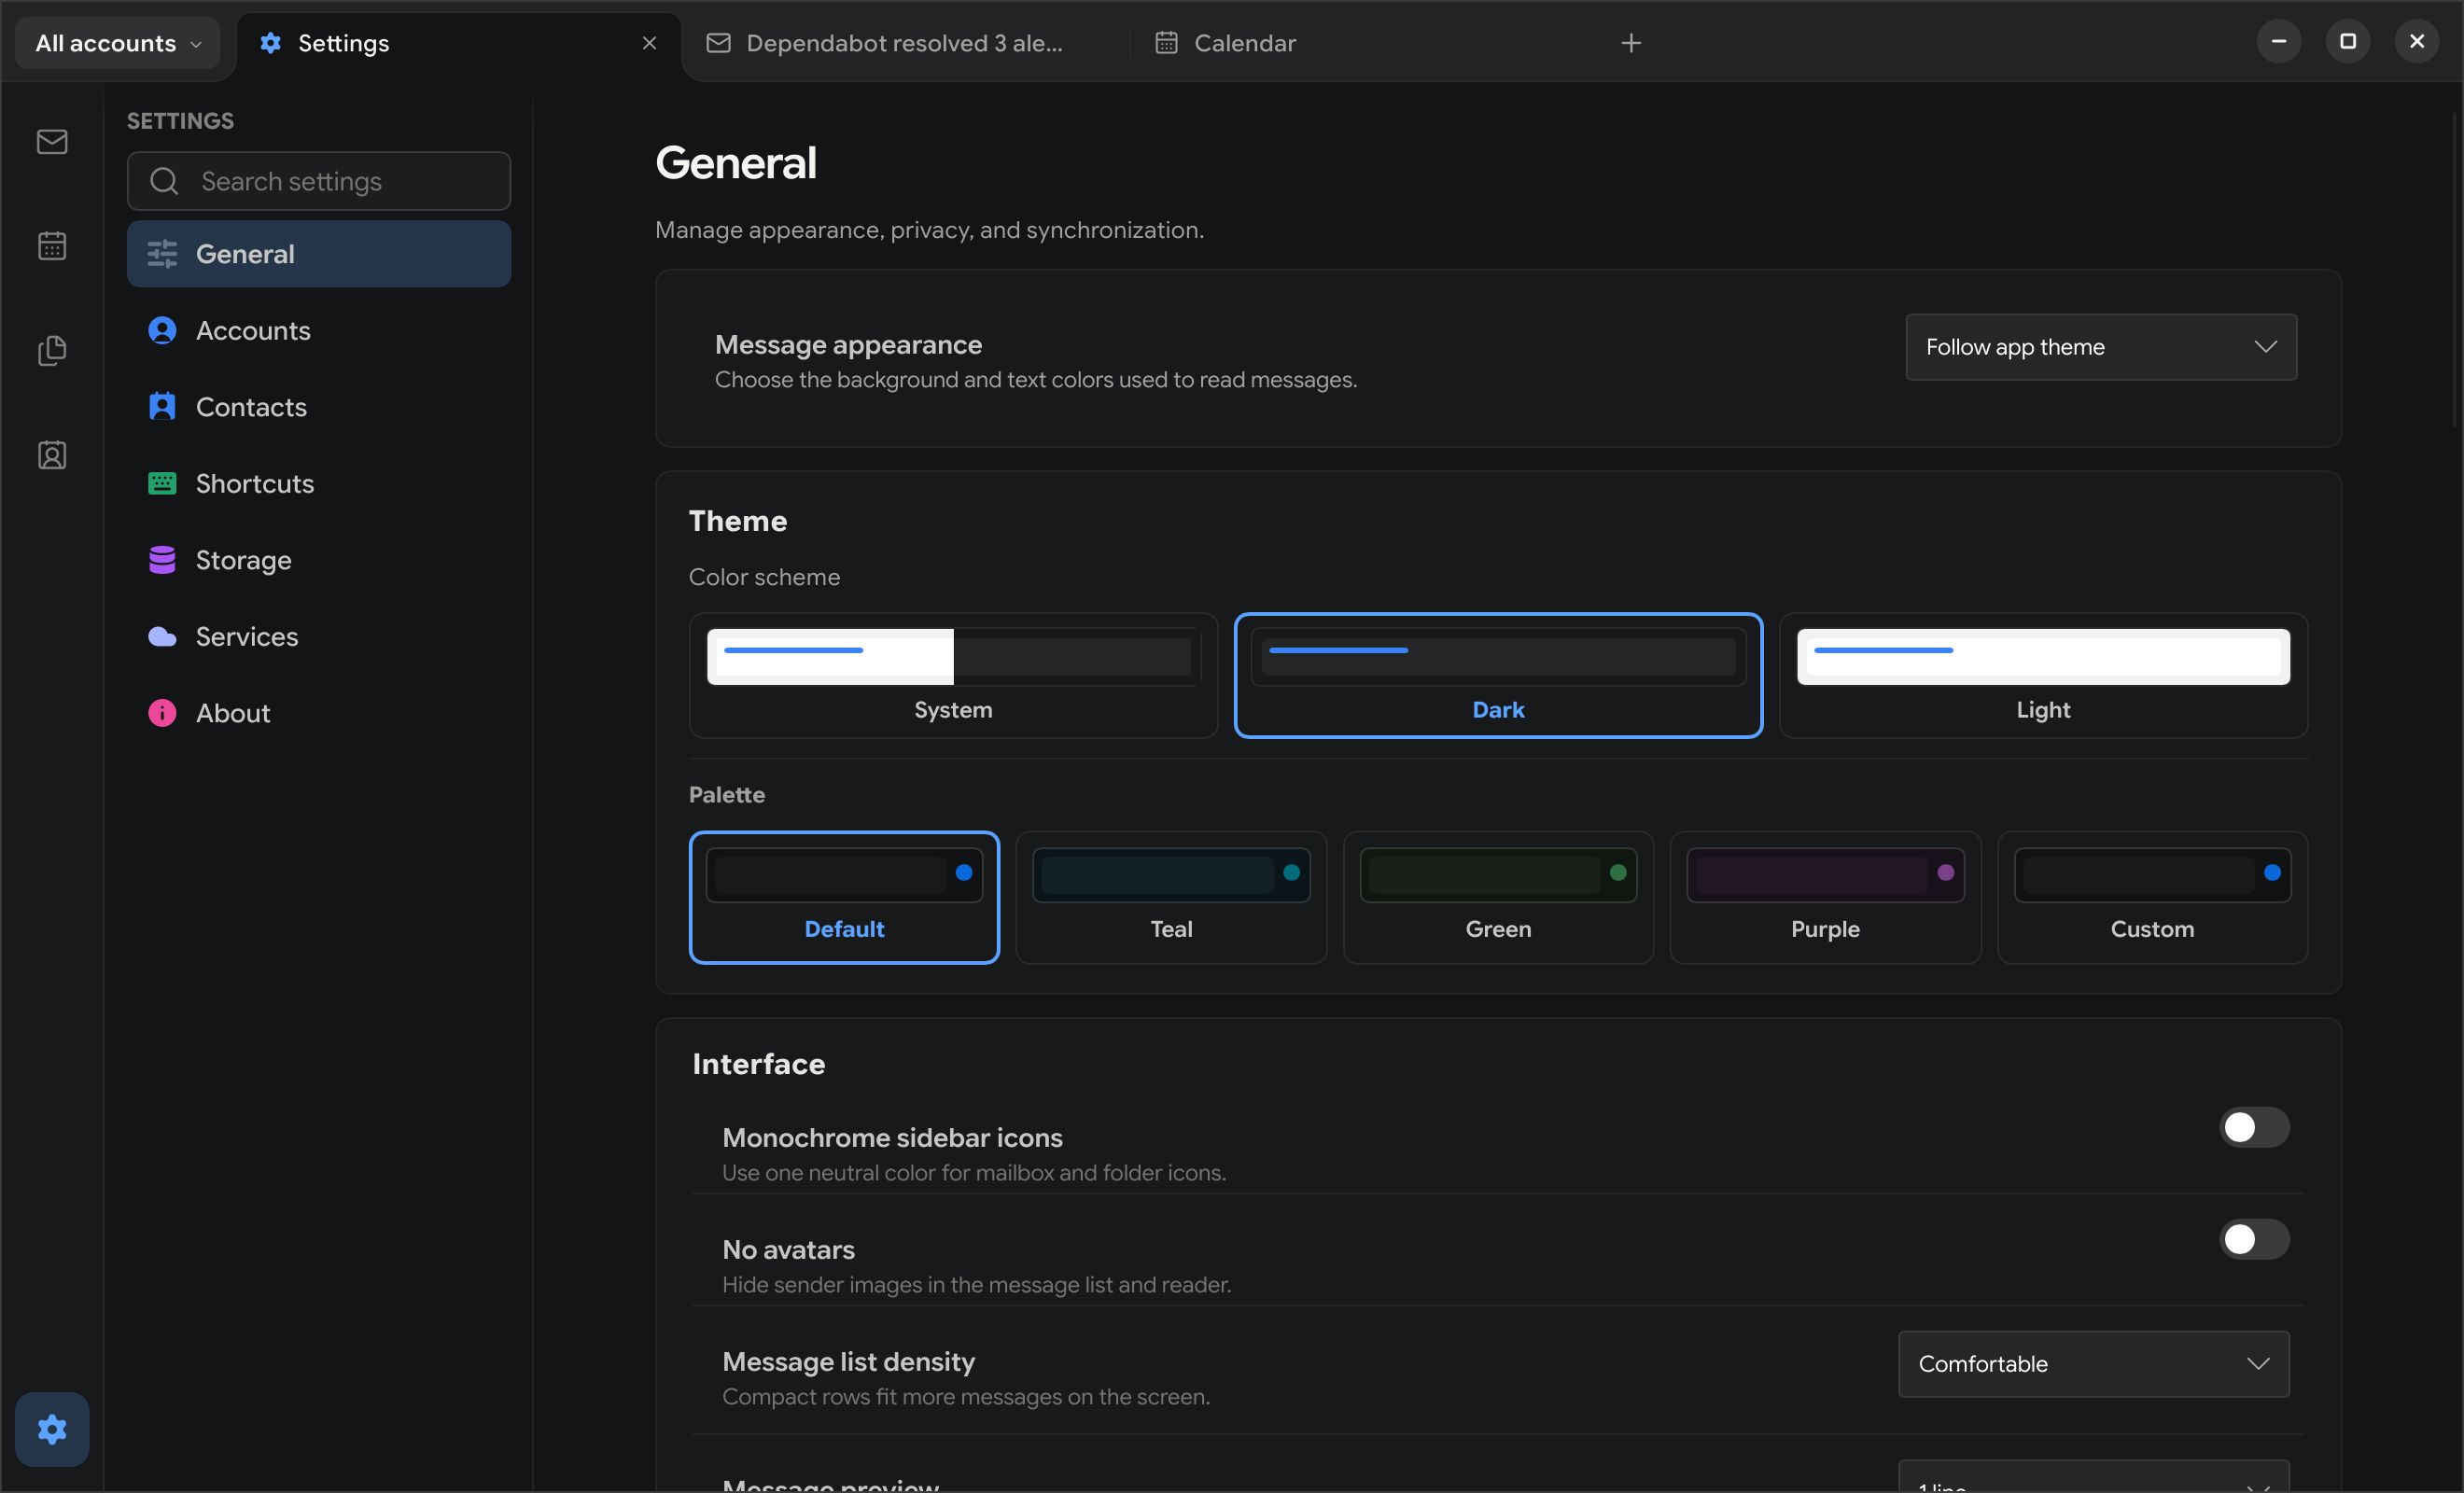 All accounts
Settings
Dependabot resolved 3 ale...
Calendar
SETTINGS
Search settings
General
Accounts
Contacts
Shortcuts
Storage
Services
About
General
Manage appearance, privacy, and synchronization.
Message appearance
Choose the background and text colors used to read messages.
Follow app theme
Theme
Color scheme
System
Dark
Light
Palette
Default
Teal
Green
Purple
Custom
Interface
Monochrome sidebar icons
Use one neutral color for mailbox and folder icons.
No avatars
Hide sender images in the message list and reader.
Message list density
Compact rows fit more messages on the screen.
Comfortable
Message preview
1 line